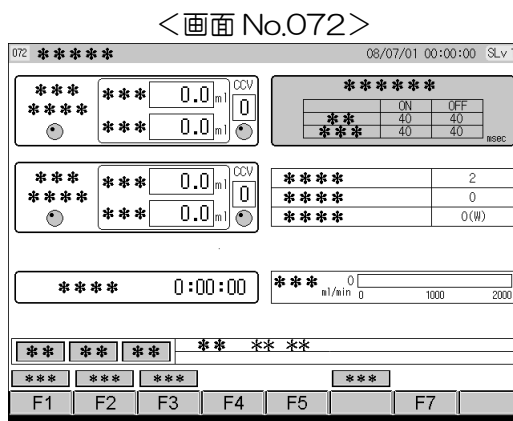 <画面 No.072>
072 ***** 08/07/01 00:00:00 SLv
*** *** 0.0 ml CCV
**** *** 0.0 ml 0
****** 
ON OFF
** 40 40
*** 40 40
msec
*** *** 0.0 ml CCV
**** *** 0.0 ml 0
**** 2
**** 0
**** 0(W)
**** 0:00:00
*** 0
ml/min 0 1000 2000
** ** ** ** ** **
*** *** *** ***
F1 F2 F3 F4 F5 F7